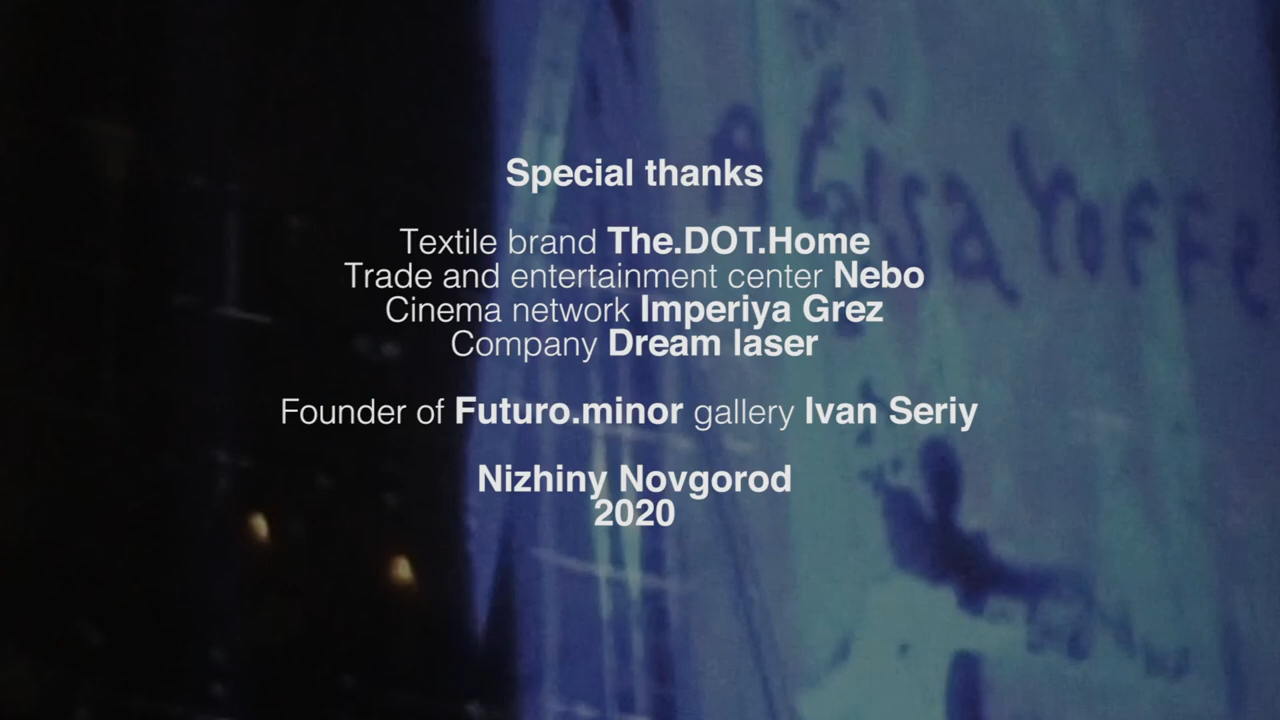 Special thanks
Textile brand The.DOT.Home
Trade and entertainment center Nebo
Cinema network Imperiya Grez
Company Dream laser
Founder of Futuro.minor gallery Ivan Seriy
Nizhiny Novgorod
2020